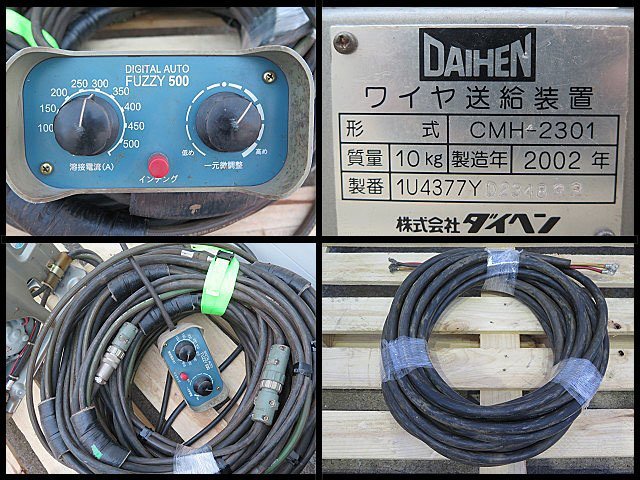 DIGITAL AUTO
FUZZY 500
100
150
200
250
300
350
400
450
500
溶接電流(A)
低め
高め
一元微調整
インチング
DAIHEN
ワイヤ送給装置
形 式 CMH-2301
質量 10kg 製造年 2002年
製番 1U4377Y
株式会社ダイヘン